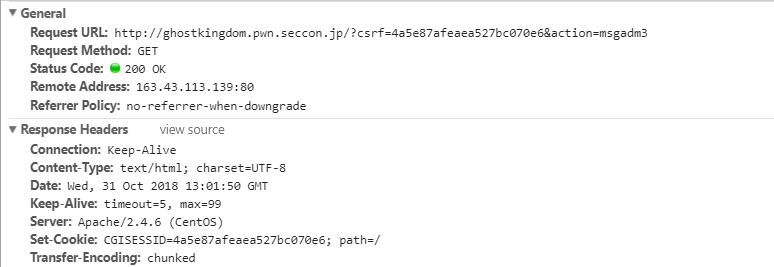 General
Request URL: http://ghostkingdom.pwn.seccon.jp/?csrf=4a5e87afeaea527bc070e6&action=msgadm3
Request Method: GET
Status Code: 200 OK
Remote Address: 163.43.113.139:80
Referrer Policy: no-referrer-when-downgrade
Response Headers view source
Connection: Keep-Alive
Content-Type: text/html; charset=UTF-8
Date: Wed, 31 Oct 2018 13:01:50 GMT
Keep-Alive: timeout=5, max=99
Server: Apache/2.4.6 (CentOS)
Set-Cookie: CGISESSID=4a5e87afeaea527bc070e6; path=/
Transfer-Encoding: chunked